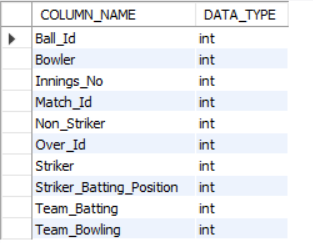 COLUMN_NAME DATA_TYPE
Ball_Id int
Bowler int
Innings_No int
Match_Id int
Non_Striker int
Over_Id int
Striker int
Striker_Batting_Position int
Team_Batting int
Team_Bowling int